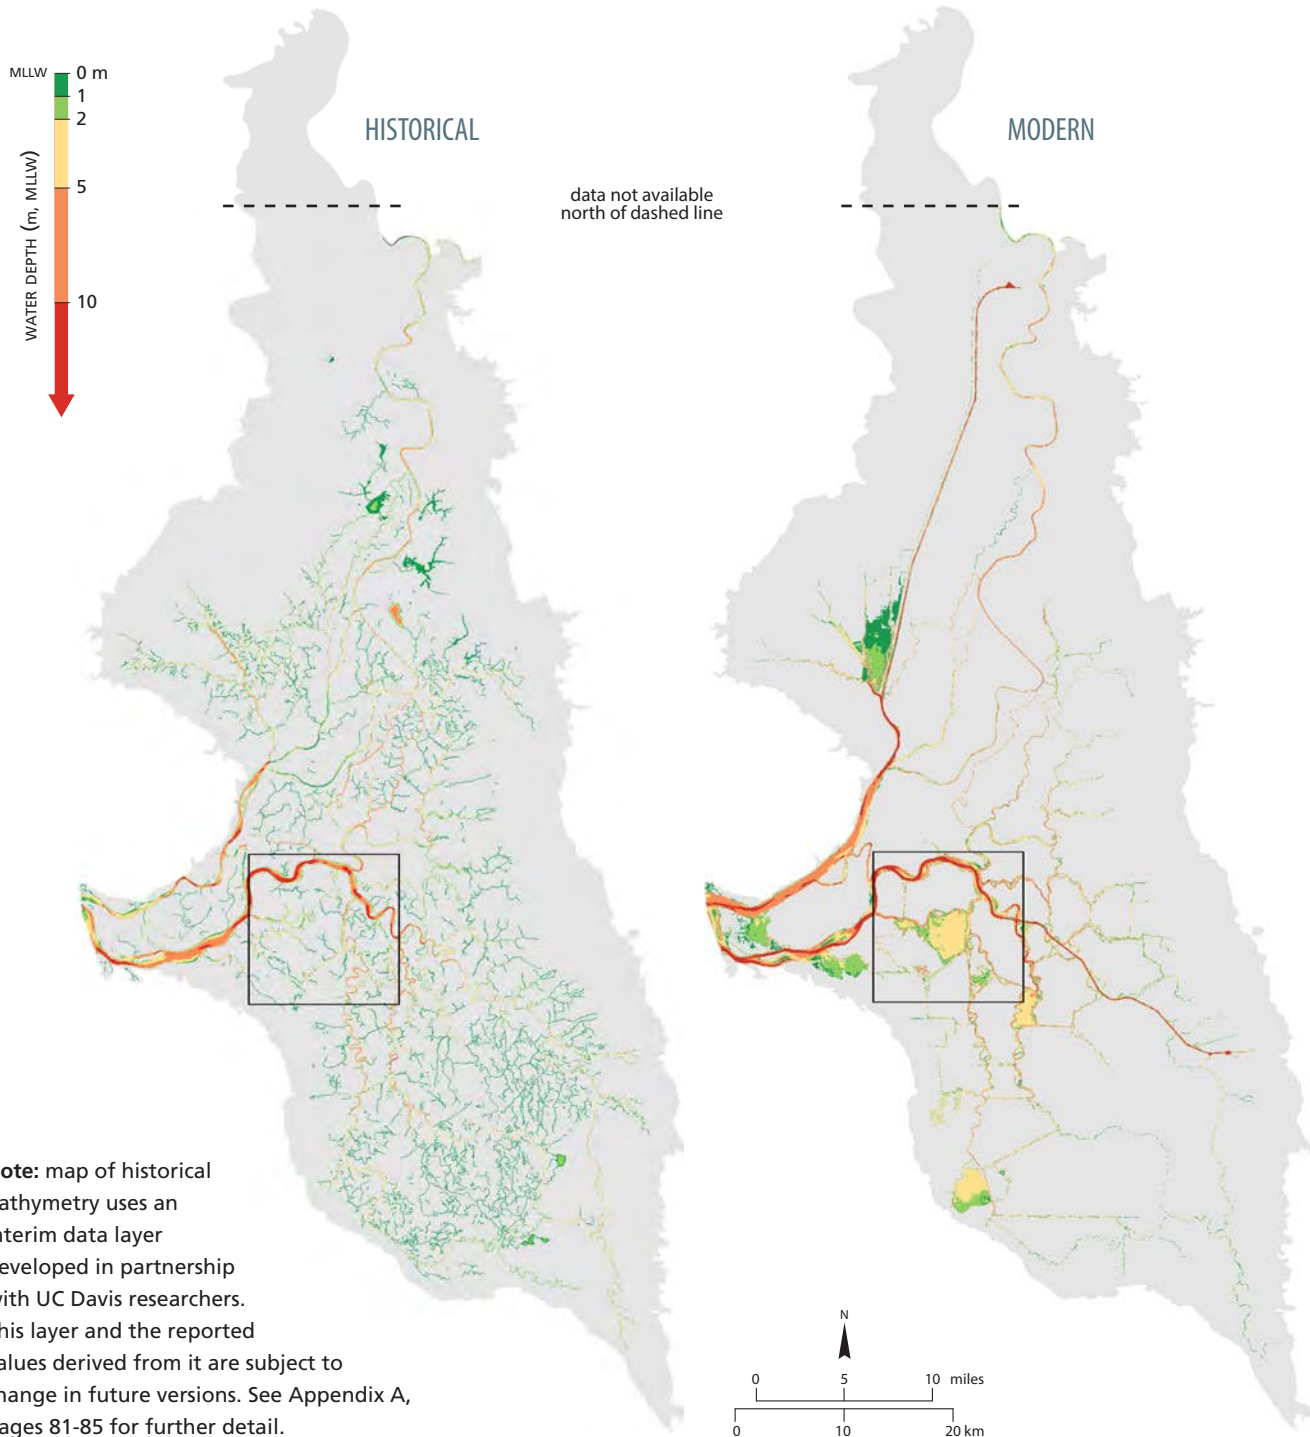 MLLW
0 m
1
2
5
10
WATER DEPTH (m, MLLW)
HISTORICAL
MODERN
data not available
north of dashed line
ote: map of historical
athymetry uses an
nterim data layer
eveloped in partnership
with UC Davis researchers.
his layer and the reported
alues derived from it are subject to
hange in future versions. See Appendix A,
ages 81-85 for further detail.
N
0 5 10 miles
0 10 20 km